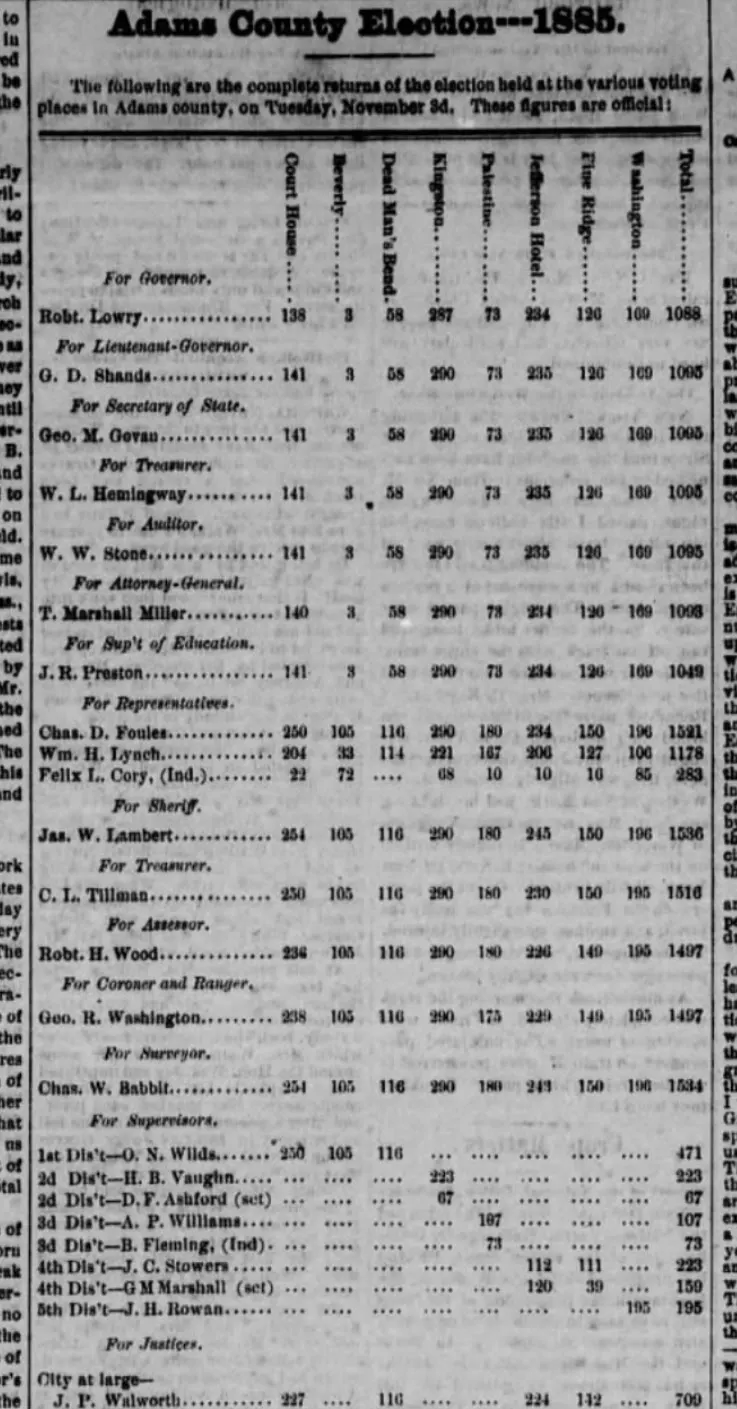 Adams County Election---1885.
The following are the complete returns of the election held at the various voting
places in Adams county, on Tuesday, November 3d. These figures are official:
Court House.... Beverly...... Dead Man's Bend. Kingston...... Palestine..... Jefferson Hotel... Pine Ridge..... Washington.... Total........
For Governor.
Robt. Lowry................ 138 3 58 287 73 234 126 169 1088
For Lieutenant-Governor.
G. D. Shands............... 141 3 58 290 73 235 126 169 1095
For Secretary of State.
Geo. M. Govan.............. 141 3 58 290 73 235 126 169 1095
For Treasurer.
W. L. Hemingway.......... 141 3 58 290 73 235 126 169 1095
For Auditor.
W. W. Stone............... 141 3 58 290 73 235 126 169 1095
For Attorney-General.
T. Marshall Miller........... 140 3 58 290 73 234 126 169 1093
For Sup't of Education.
J. R. Preston................ 141 3 58 290 73 234 126 169 1049
For Representatives.
Chas. D. Foules............. 250 105 116 290 180 234 150 196 1521
Wm. H. Lynch.............. 204 33 114 221 167 206 127 106 1178
Felix L. Cory, (Ind.)........ 22 72 .... 68 10 10 16 85 283
For Sheriff.
Jas. W. Lambert............ 254 105 116 290 180 245 150 196 1536
For Treasurer.
C. L. Tillman............... 250 105 116 290 180 230 150 195 1516
For Assessor.
Robt. H. Wood.............. 236 105 116 290 180 226 149 195 1497
For Coroner and Ranger.
Geo. R. Washington......... 238 105 116 290 175 229 149 195 1497
For Surveyor.
Chas. W. Babbit............. 254 105 116 290 180 243 150 196 1534
For Supervisors.
1st Dis't—O. N. Wilds....... 250 105 116 .... .... .... .... .... 471
2d Dis't—H. B. Vaughn..... ... .... .... 223 .... .... .... .... 223
2d Dis't—D. F. Ashford (sct) ... .... .... 67 .... .... .... .... 67
3d Dis't—A. P. Williams.... ... .... .... .... 107 .... .... .... 107
3d Dis't—B. Fleming, (Ind). ... .... .... .... 73 .... .... .... 73
4th Dis't—J. C. Stowers..... ... .... .... .... .... 112 111 .... 223
4th Dis't—G M Marshall (sct) ... .... .... .... .... 120 39 .... 159
5th Dis't—J. H. Rowan...... ... .... .... .... .... .... .... 195 195
For Justices.
City at large—
J. P. Walworth........... 227 .... 116 .... .... 224 142 .... 709